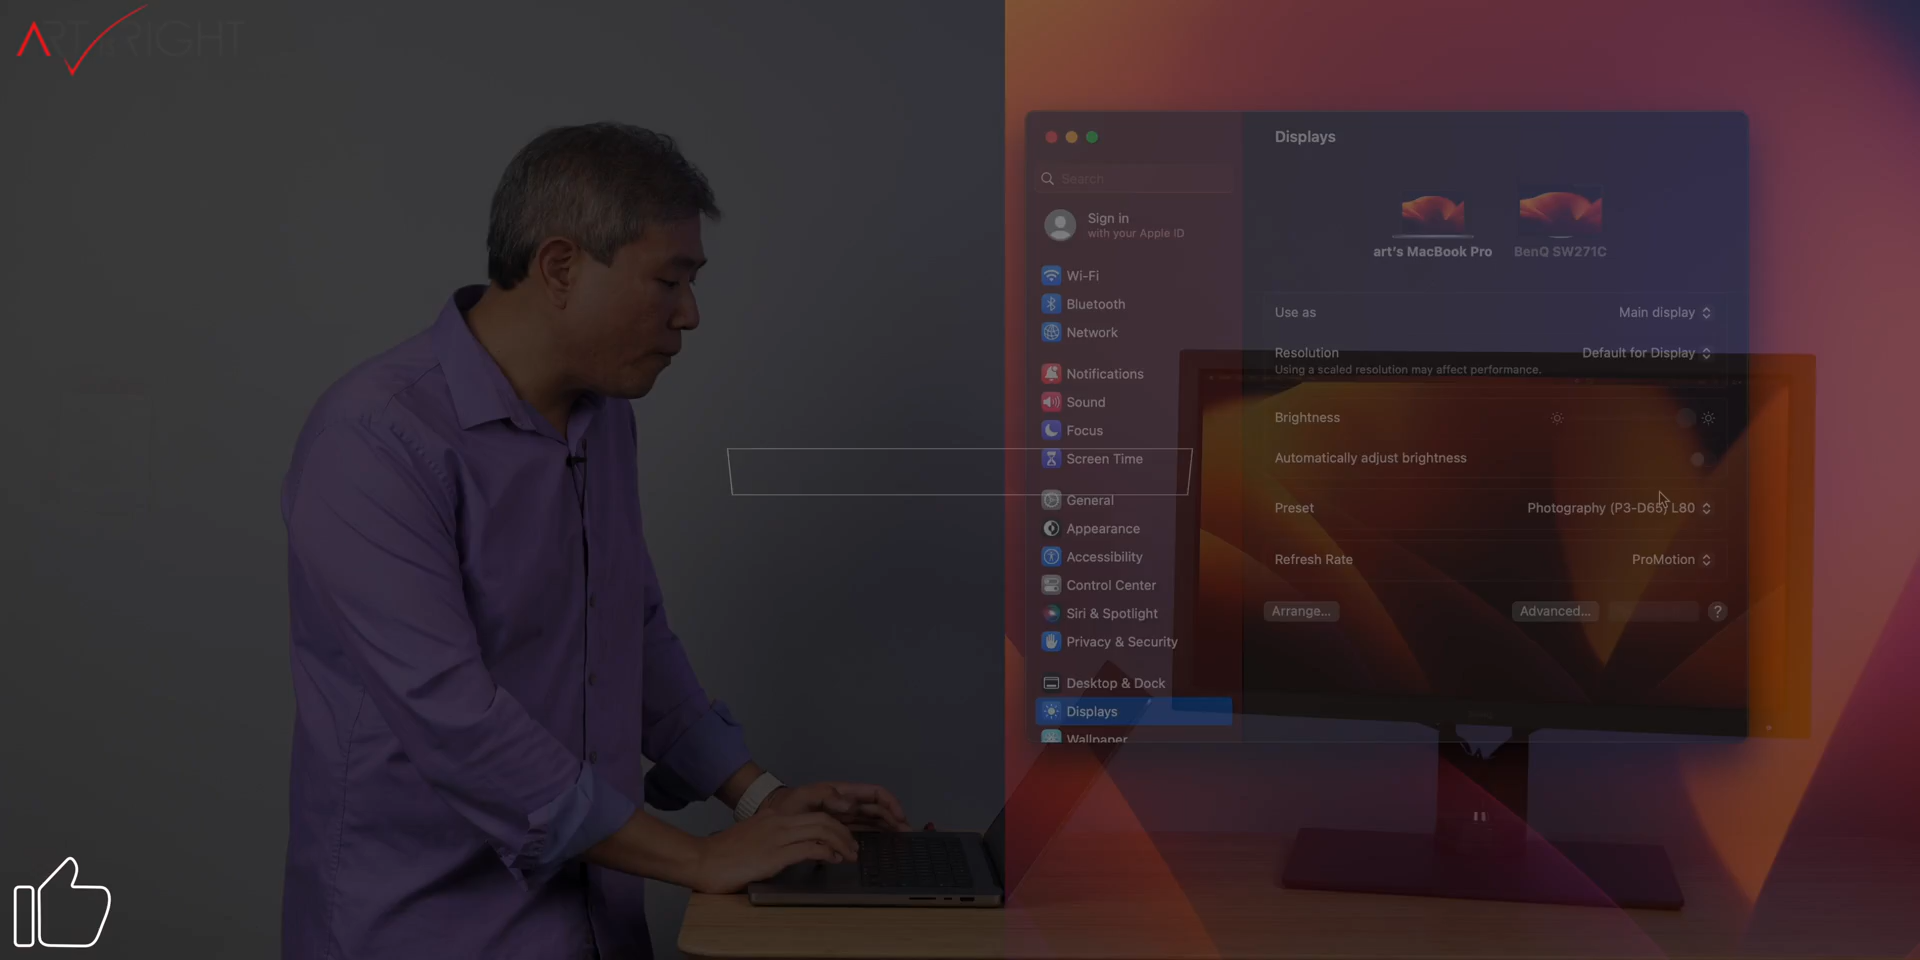 ART IS RIGHT
Displays
Search
Sign in
with your Apple ID
art's MacBook Pro
BenQ SW271C
Wi-Fi
Bluetooth
Network
Notifications
Sound
Focus
Screen Time
General
Appearance
Accessibility
Control Center
Siri & Spotlight
Privacy & Security
Desktop & Dock
Displays
Wallpaper
Use as
Main display
Resolution
Default for Display
Using a scaled resolution may affect performance.
Brightness
Automatically adjust brightness
Preset
Photography (P3-D65) L80
Refresh Rate
ProMotion
Arrange...
Advanced...
?